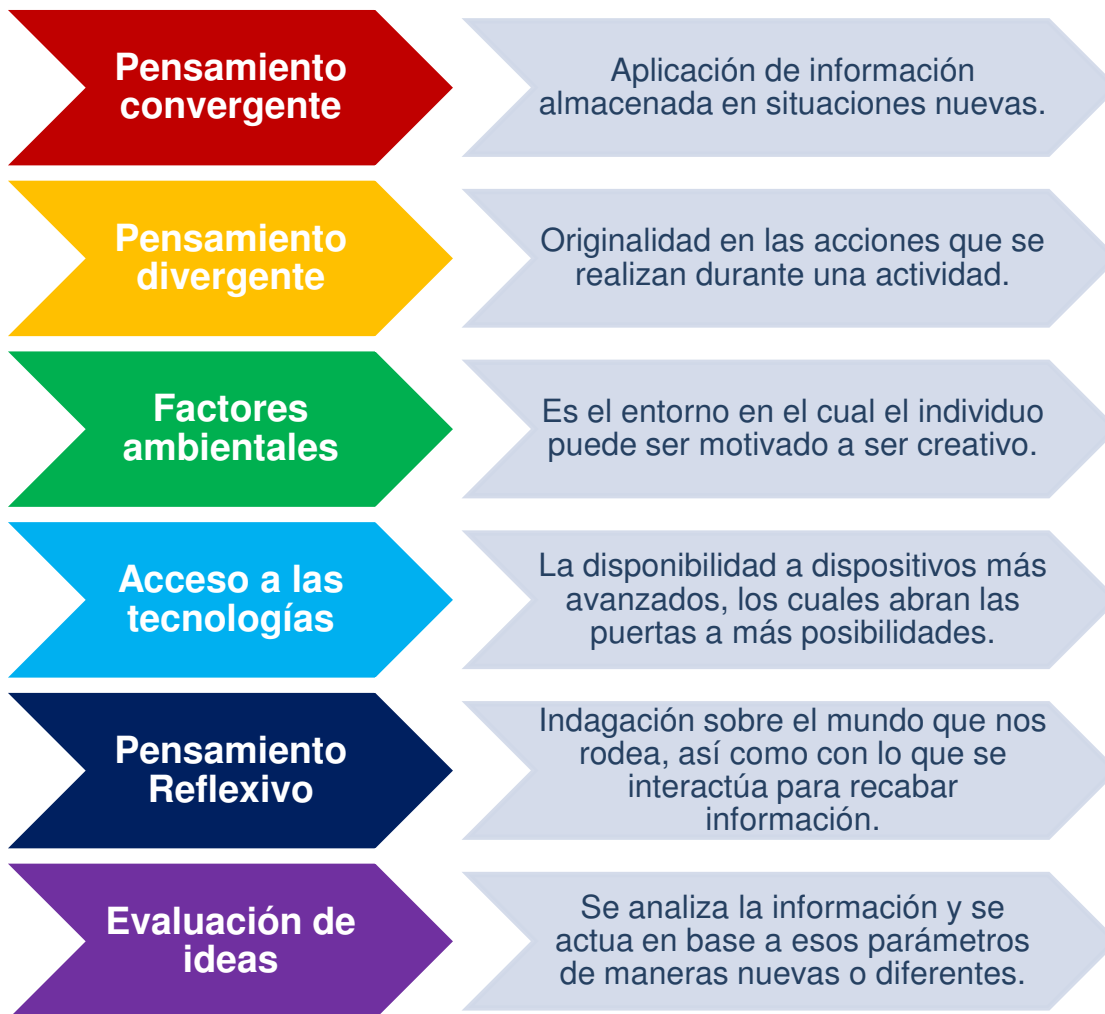 Pensamiento
convergente
Aplicación de información
almacenada en situaciones nuevas.
Pensamiento
divergente
Originalidad en las acciones que se
realizan durante una actividad.
Factores
ambientales
Es el entorno en el cual el individuo
puede ser motivado a ser creativo.
Acceso a las
tecnologías
La disponibilidad a dispositivos más
avanzados, los cuales abran las
puertas a más posibilidades.
Pensamiento
Reflexivo
Indagación sobre el mundo que nos
rodea, así como con lo que se
interactúa para recabar
información.
Evaluación de
ideas
Se analiza la información y se
actua en base a esos parámetros
de maneras nuevas o diferentes.